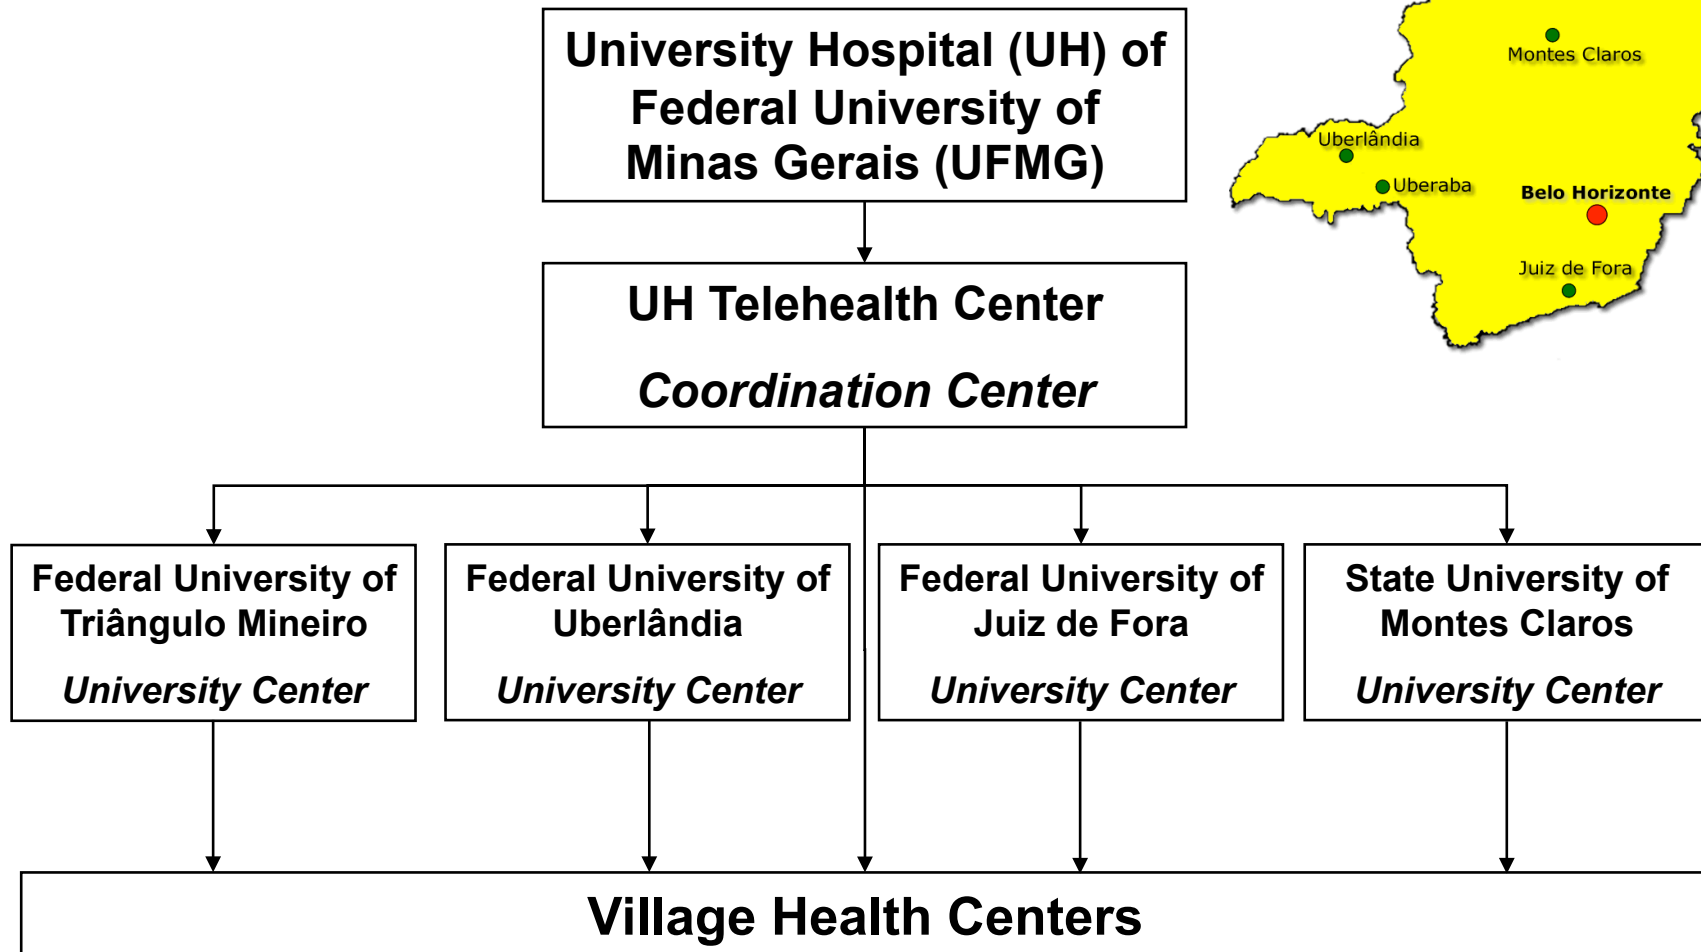 University Hospital (UH) of
Federal University of
Minas Gerais (UFMG)
Montes Claros
Uberlândia
Uberaba
Belo Horizonte
Juiz de Fora
UH Telehealth Center
Coordination Center
Federal University of
Triângulo Mineiro
University Center
Federal University of
Uberlândia
University Center
Federal University of
Juiz de Fora
University Center
State University of
Montes Claros
University Center
Village Health Centers